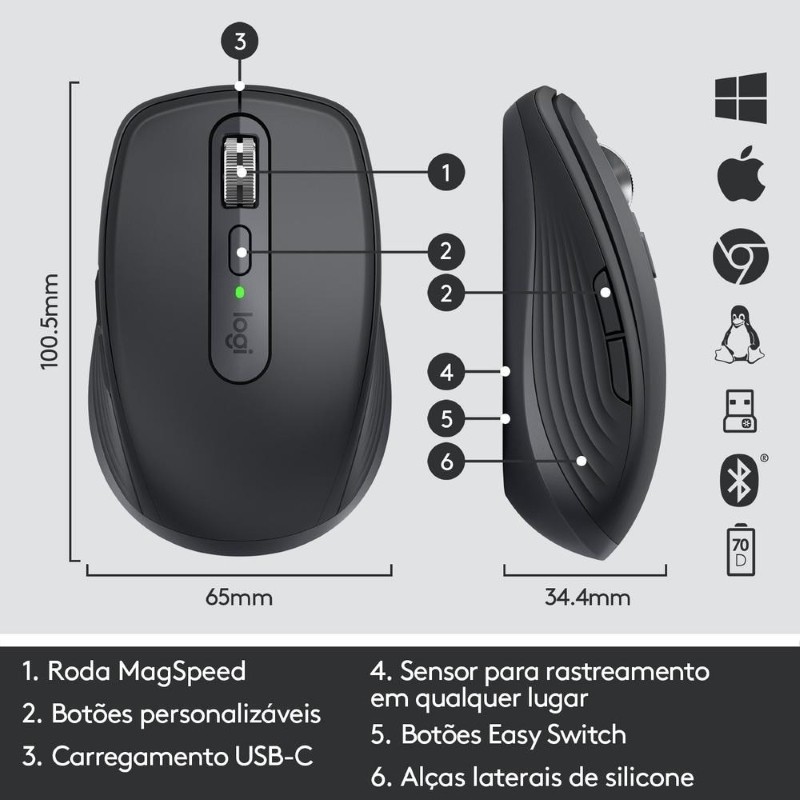 3
1
2
2
4
5
6
100.5mm
logi
65mm
34.4mm
®
70
D
1. Roda MagSpeed
2. Botões personalizáveis
3. Carregamento USB-C
4. Sensor para rastreamento
em qualquer lugar
5. Botões Easy Switch
6. Alças laterais de silicone